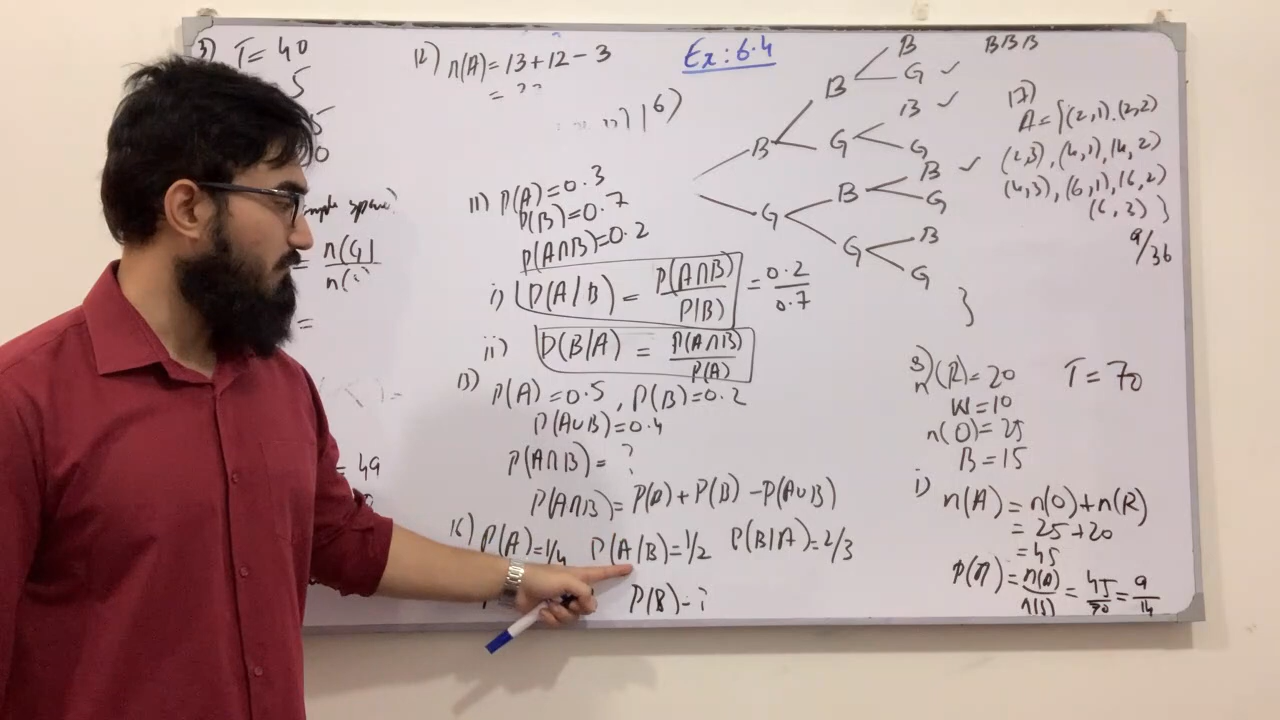 T = 40
5
12) n(A) = 13 + 12 - 3
= ??
Ex: 6.4
11) P(A) = 0.3
P(B) = 0.7
P(A∩B) = 0.2
i) P(A/B) = P(A∩B) / P(B) = 0.2 / 0.7
ii) P(B/A) = P(A∩B) / P(A)
13) P(A) = 0.5, P(B) = 0.2
P(A∪B) = 0.4
P(A∩B) = ?
P(A∩B) = P(A) + P(B) - P(A∪B)
16) P(A) = 1/4 P(A/B) = 1/2 P(B/A) = 2/3
P(B) = ?
= 49
B
G
B
G
B
G
B
G
B
G
B
G
B
G
BBB
17)
A = {(2,1), (2,2)
(2,3), (4,1), (4,2)
(4,3), (6,1), (6,2)
(6,3) }
9/36
}
n(R) = 20
W = 10
n(O) = 25
B = 15
T = 70
i) n(A) = n(O) + n(R)
= 25 + 20
= 45
P(A) = n(A) / n(S) = 45 / 70 = 9 / 14